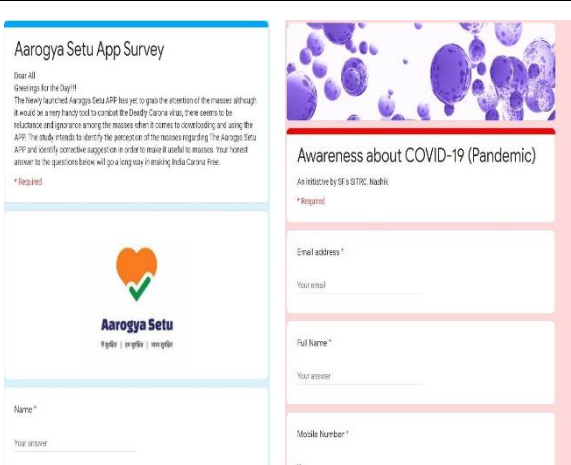 Aarogya Setu App Survey
Dear All
Greetings for the Day!!!
The Newly launched Aarogya Setu APP has yet to grab the attention of the masses although
it would be a very handy tool to combat the Deadly Carona virus, there seems to be
reluctance and ignorance among the masses when it comes to downloading and using the
APP. The study intends to identify the perception of the masses regarding The Aarogya Setu
APP and identify corrective suggestion in order to make it useful to masses. Your honest
answer to the questions below will go a long way in making India Carona Free.
* Required
Aarogya Setu
मैं सुरक्षित | हम सुरक्षित | भारत सुरक्षित
Name *
Your answer
Awareness about COVID-19 (Pandemic)
An initiative by SF's SITRC, Nashik
* Required
Email address *
Your email
Full Name *
Your answer
Mobile Number *